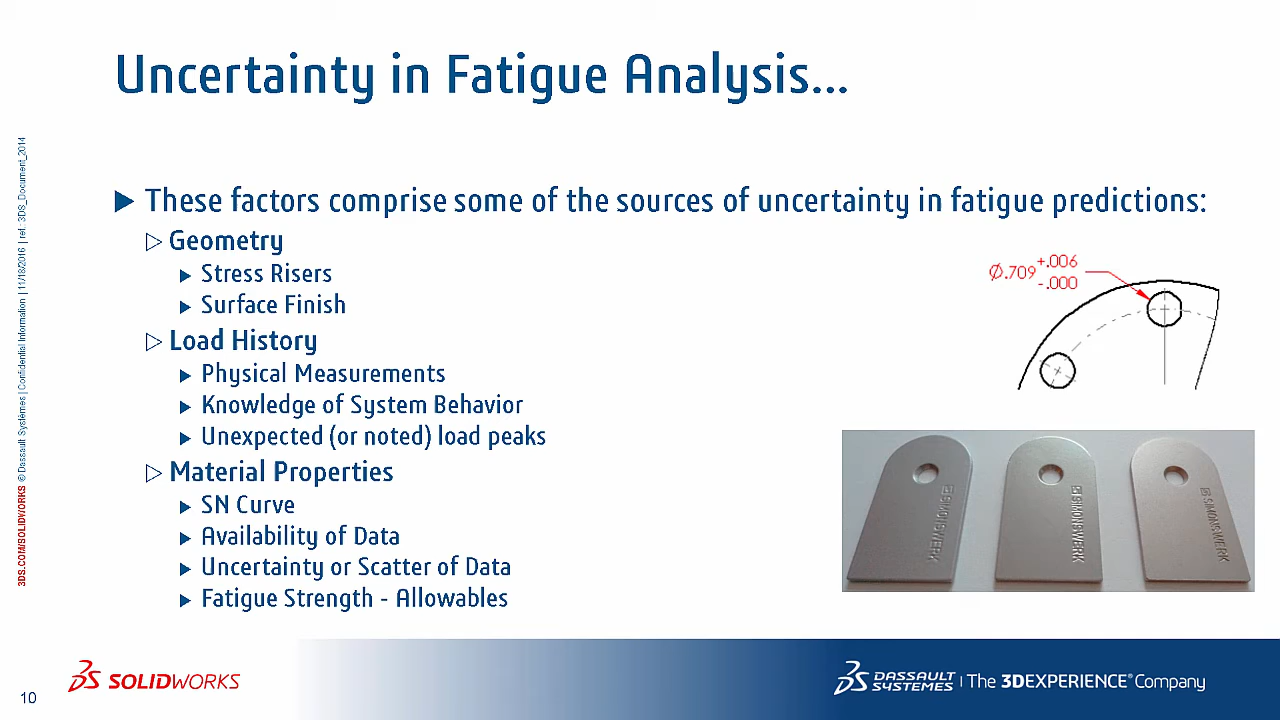 Uncertainty in Fatigue Analysis...
▶ These factors comprise some of the sources of uncertainty in fatigue predictions:
▷ Geometry
▶ Stress Risers
▶ Surface Finish
▷ Load History
▶ Physical Measurements
▶ Knowledge of System Behavior
▶ Unexpected (or noted) load peaks
▷ Material Properties
▶ SN Curve
▶ Availability of Data
▶ Uncertainty or Scatter of Data
▶ Fatigue Strength - Allowables
Ø.709 +.006
-.000
SIMONSWERK
SIMONSWERK
SIMONSWERK
3DS.COM/SOLIDWORKS © Dassault Systèmes | Confidential Information | 11/18/2016 | ref.: 3DS_Document_2014
10
SOLIDWORKS
DASSAULT SYSTEMES | The 3DEXPERIENCE® Company